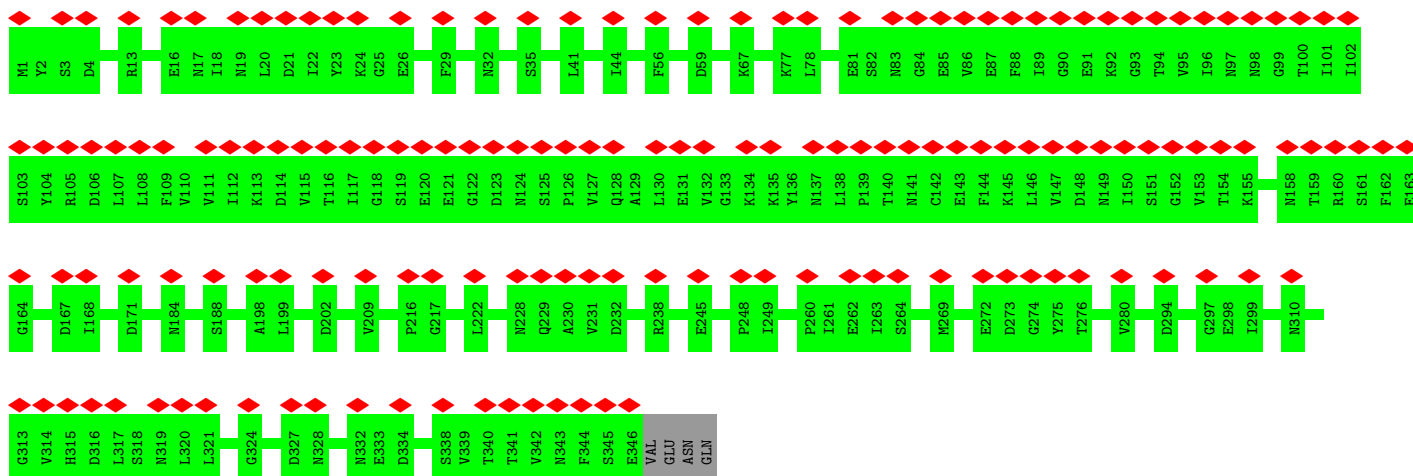 M1 Y2 S3 D4 R13 E16 N17 I18 N19 L20 D21 I22 Y23 K24 G25 E26 F29 N32 S35 L41 I44 F56 D59 K67 K77 L78 E81 S82 N83 G84 E85 V86 E87 F88 I89 G90 E91 K92 G93 T94 V95 I96 N97 N98 G99 T100 I101 I102
S103 Y104 R105 D106 L107 L108 F109 V110 V111 I112 K113 D114 V115 T116 I117 G118 S119 E120 E121 G122 D123 N124 S125 P126 V127 Q128 A129 L130 E131 V132 G133 K134 K135 Y136 N137 L138 P139 T140 N141 C142 E143 F144 K145 L146 V147 D148 N149 I150 S151 G152 V153 T154 K155 N158 T159 R160 S161 F162 E163
G164 D167 I168 D171 N184 S188 A198 L199 D202 V209 P216 G217 L222 N228 Q229 A230 V231 D232 R238 E245 P248 I249 P260 I261 E262 I263 S264 M269 E272 D273 G274 Y275 T276 V280 D294 G297 E298 I299 N310
G313 V314 H315 D316 L317 S318 N319 L320 L321 G324 D327 N328 N332 E333 D334 S338 V339 T340 T341 V342 N343 F344 S345 E346 VAL GLU ASN GLN